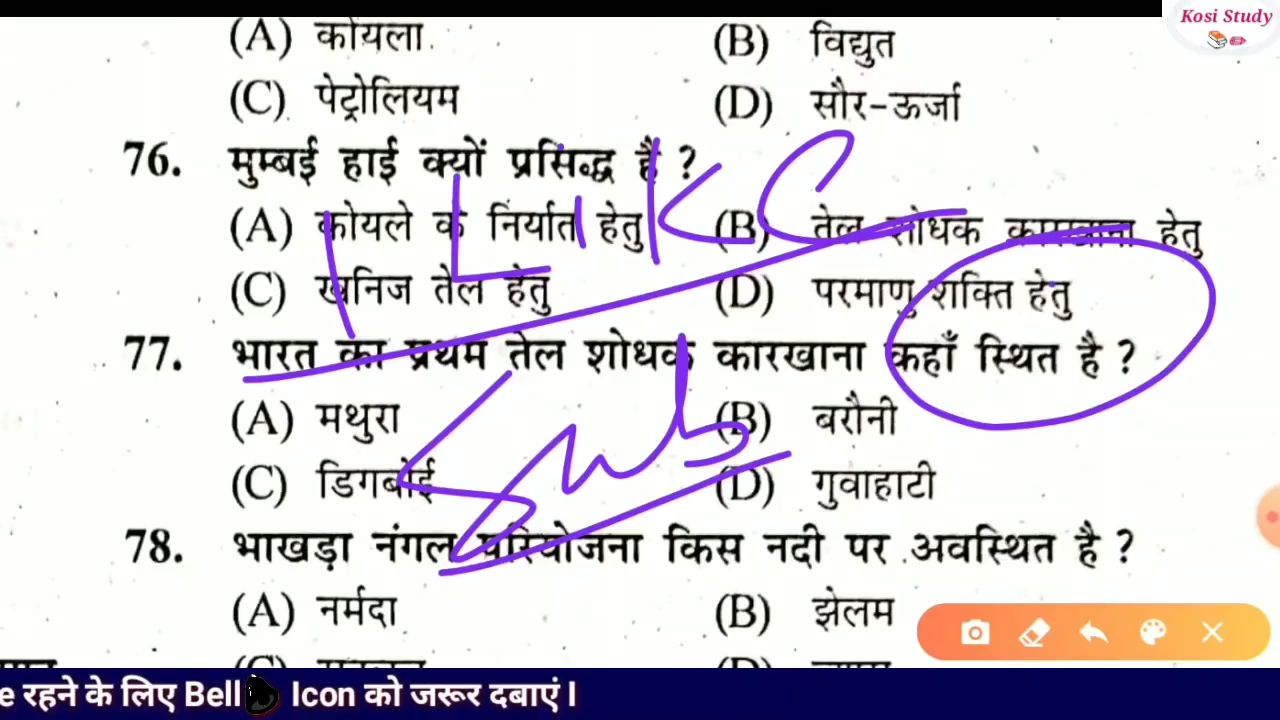 Kosi Study
(A) कोयला (B) विद्युत
(C) पेट्रोलियम (D) सौर-ऊर्जा
76. मुम्बई हाई क्यों प्रसिद्ध है ?
(A) कोयले के निर्यात हेतु (B) तेल शोधक कारखाना हेतु
(C) खनिज तेल हेतु (D) परमाणु शक्ति हेतु
LIKE
77. भारत का प्रथम तेल शोधक कारखाना कहाँ स्थित है ?
(A) मथुरा (B) बरौनी
(C) डिगबोई (D) गुवाहाटी
Sub
78. भाखड़ा नंगल परियोजना किस नदी पर अवस्थित है ?
(A) नर्मदा (B) झेलम
(C) (D)
e रहने के लिए Bell Icon को जरूर दबाएं I